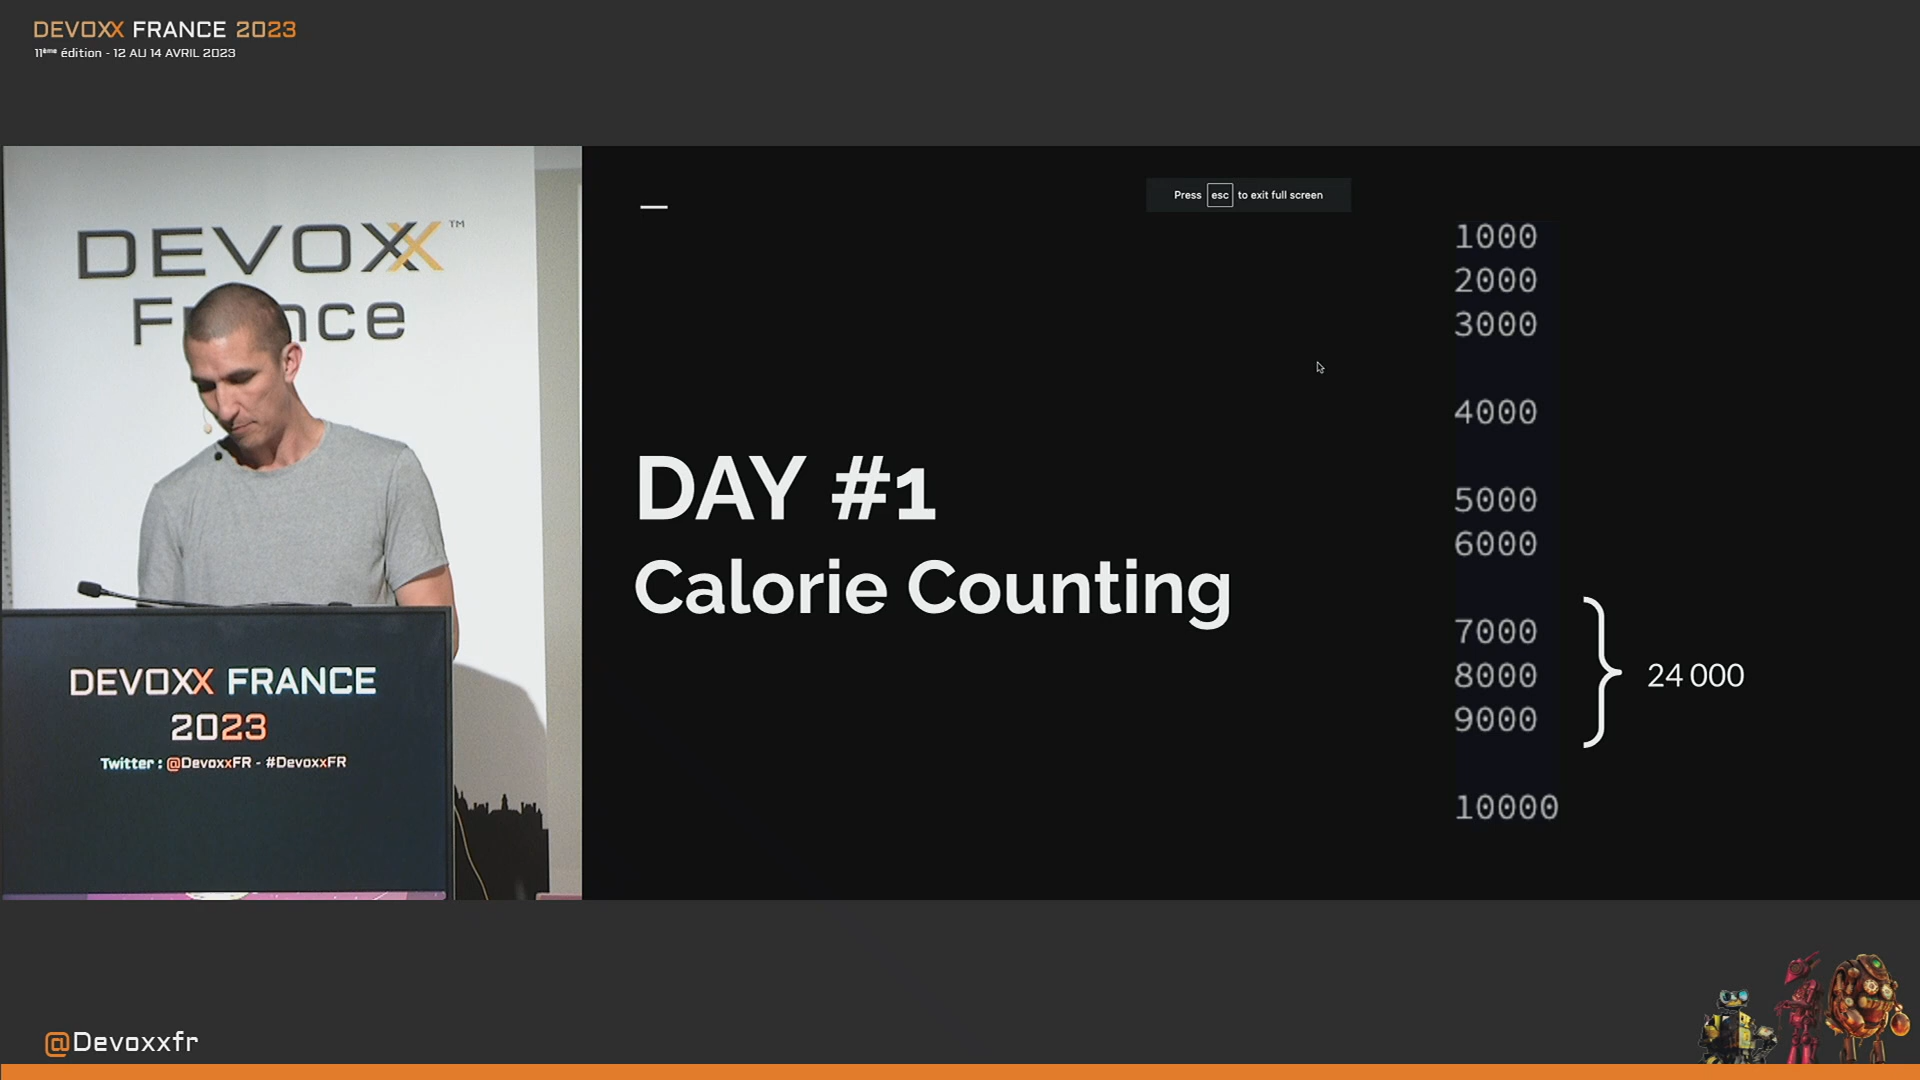 DEVOXX FRANCE 2023
11ème édition - 12 AU 14 AVRIL 2023
DEVOXX™
France
DEVOXX FRANCE
2023
Twitter : @DevoxxFR - #DevoxxFR
Press esc to exit full screen
DAY #1
Calorie Counting
1000
2000
3000
4000
5000
6000
7000
8000
9000
10000
24 000
@Devoxxfr